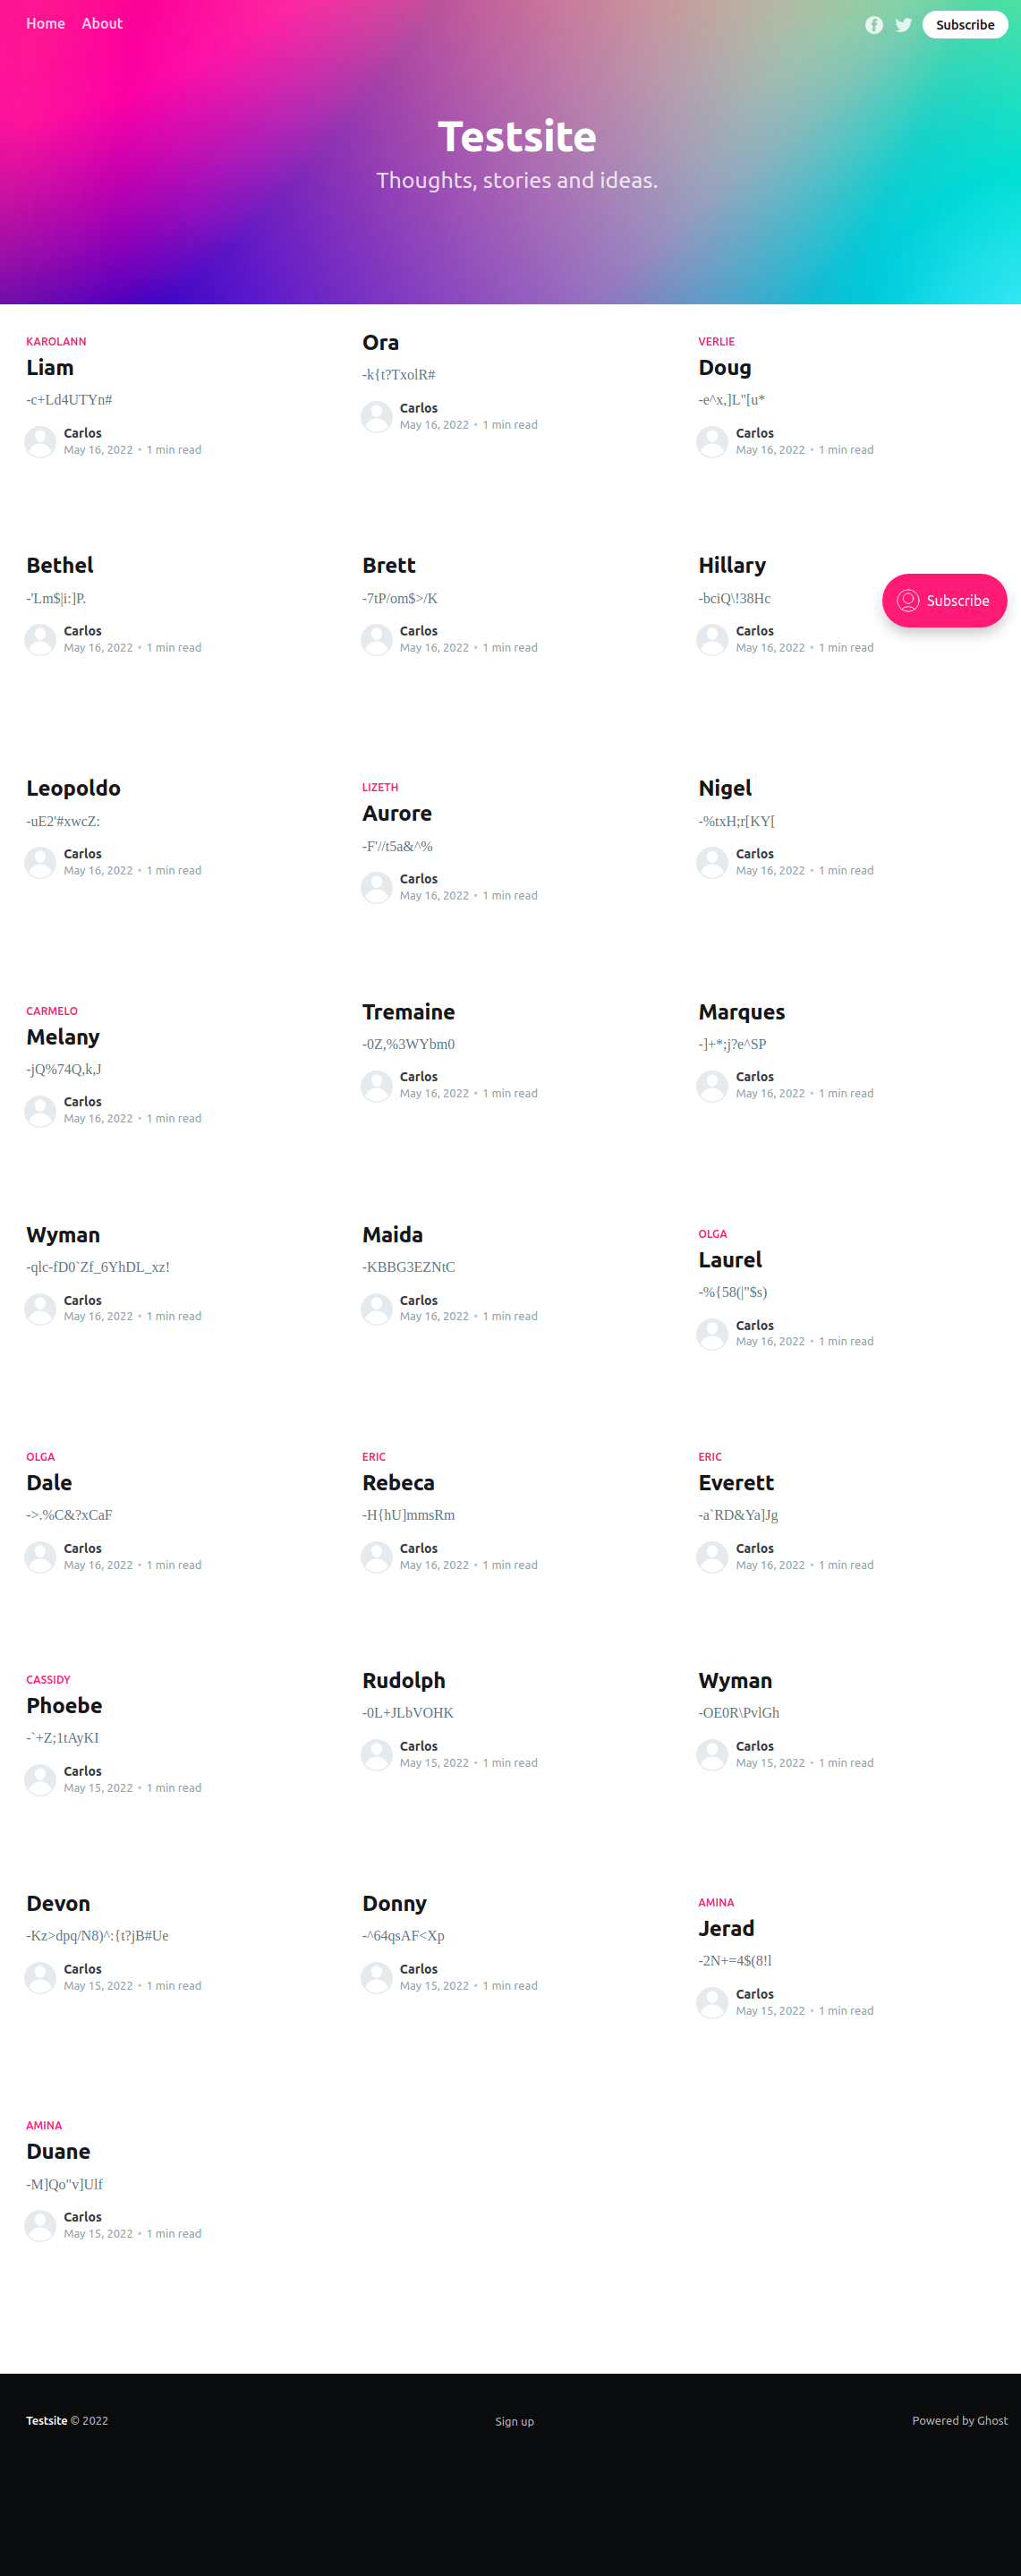 Home About Subscribe
Testsite
Thoughts, stories and ideas.
KAROLANN
Liam
-c+Ld4UTYn#
Carlos
May 16, 2022 • 1 min read
Ora
-k{t?TxolR#
Carlos
May 16, 2022 • 1 min read
VERLIE
Doug
-e^x,]L"[u*
Carlos
May 16, 2022 • 1 min read
Bethel
-'Lm$|i:]P.
Carlos
May 16, 2022 • 1 min read
Brett
-7tP/om$>/K
Carlos
May 16, 2022 • 1 min read
Hillary
-bciQ\!38Hc
Carlos
May 16, 2022 • 1 min read
Subscribe
Leopoldo
-uE2'#xwcZ:
Carlos
May 16, 2022 • 1 min read
LIZETH
Aurore
-F'//t5a&^%
Carlos
May 16, 2022 • 1 min read
Nigel
-%txH;r[KY[
Carlos
May 16, 2022 • 1 min read
CARMELO
Melany
-jQ%74Q,k,J
Carlos
May 16, 2022 • 1 min read
Tremaine
-0Z,%3WYbm0
Carlos
May 16, 2022 • 1 min read
Marques
-]+*;j?e^SP
Carlos
May 16, 2022 • 1 min read
Wyman
-qlc-fD0`Zf_6YhDL_xz!
Carlos
May 16, 2022 • 1 min read
Maida
-KBBG3EZNtC
Carlos
May 16, 2022 • 1 min read
OLGA
Laurel
-%{58(|"$s)
Carlos
May 16, 2022 • 1 min read
OLGA
Dale
->.%C&?xCaF
Carlos
May 16, 2022 • 1 min read
ERIC
Rebeca
-H{hU]mmsRm
Carlos
May 16, 2022 • 1 min read
ERIC
Everett
-a`RD&Ya]Jg
Carlos
May 16, 2022 • 1 min read
CASSIDY
Phoebe
-`+Z;1tAyKI
Carlos
May 15, 2022 • 1 min read
Rudolph
-0L+JLbVOHK
Carlos
May 15, 2022 • 1 min read
Wyman
-OE0R\PvlGh
Carlos
May 15, 2022 • 1 min read
Devon
-Kz>dpq/N8)^:{t?jB#Ue
Carlos
May 15, 2022 • 1 min read
Donny
-^64qsAF<Xp
Carlos
May 15, 2022 • 1 min read
AMINA
Jerad
-2N+=4$(8!l
Carlos
May 15, 2022 • 1 min read
AMINA
Duane
-M]Qo"v]Ulf
Carlos
May 15, 2022 • 1 min read
Testsite © 2022 Sign up Powered by Ghost